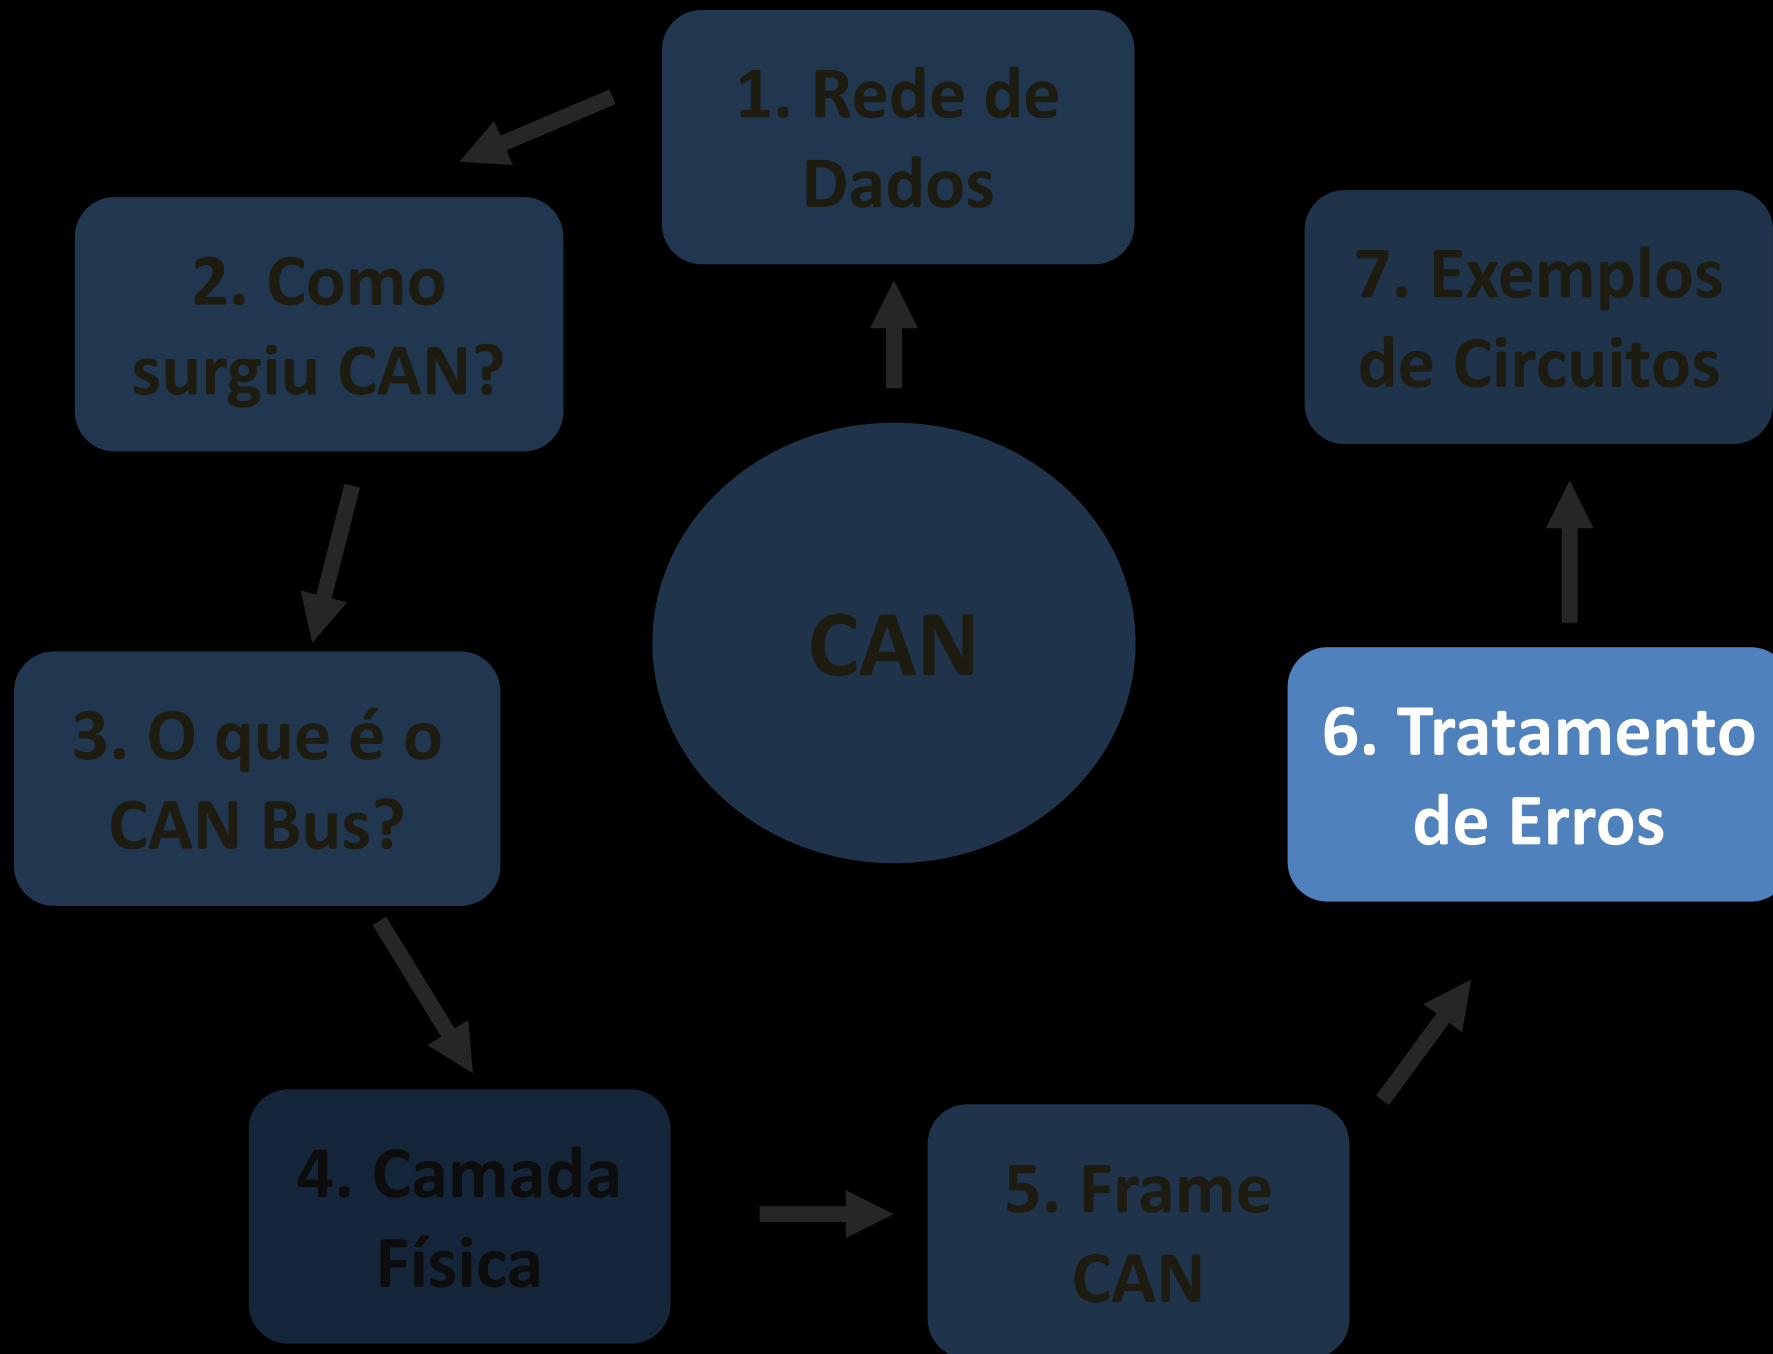 1. Rede de
Dados
2. Como
surgiu CAN?
3. O que é o
CAN Bus?
4. Camada
Física
5. Frame
CAN
6. Tratamento
de Erros
7. Exemplos
de Circuitos
CAN